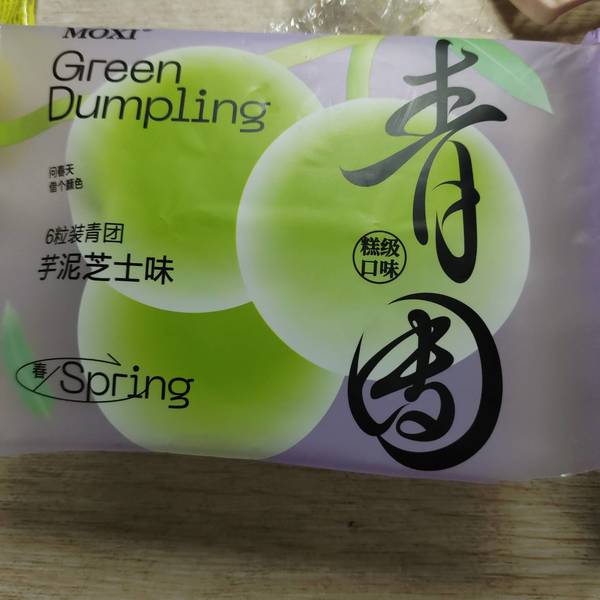 MOXI®
Green
Dumpling
问春天
借个颜色
6粒装青团
芋泥芝士味
春 Spring
青
团
糕级
口味